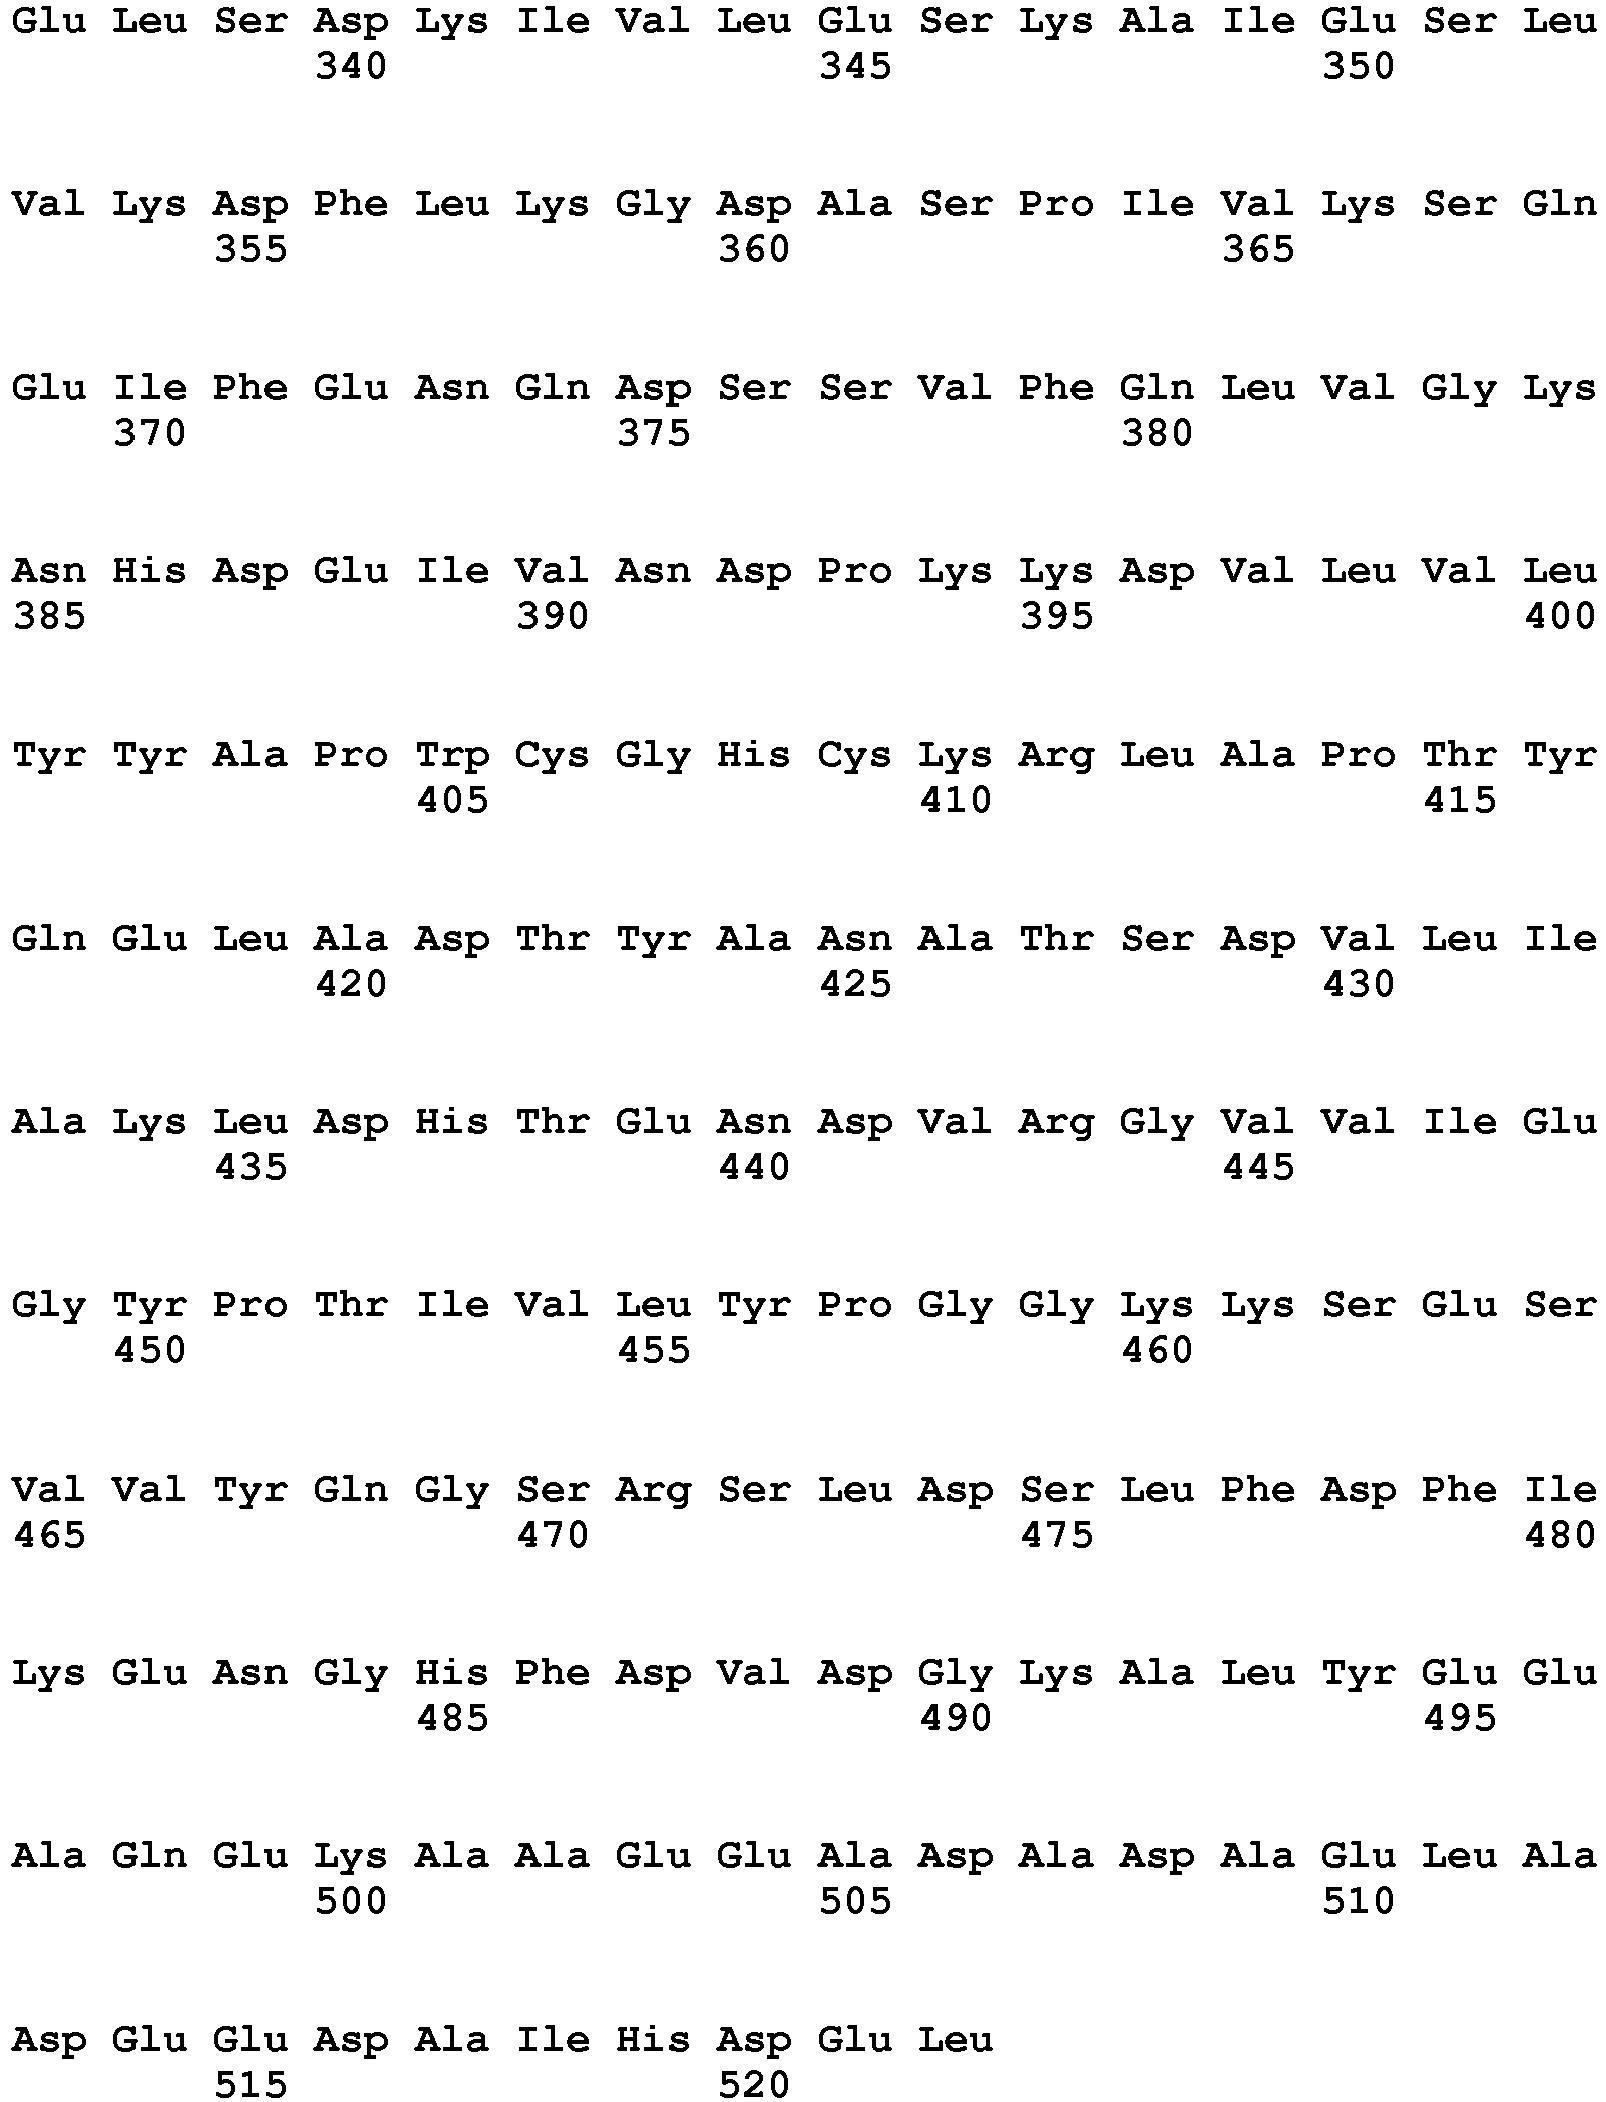 Glu Leu Ser Asp Lys Ile Val Leu Glu Ser Lys Ala Ile Glu Ser Leu
340 345 350
Val Lys Asp Phe Leu Lys Gly Asp Ala Ser Pro Ile Val Lys Ser Gln
355 360 365
Glu Ile Phe Glu Asn Gln Asp Ser Ser Val Phe Gln Leu Val Gly Lys
370 375 380
Asn His Asp Glu Ile Val Asn Asp Pro Lys Lys Asp Val Leu Val Leu
385 390 395 400
Tyr Tyr Ala Pro Trp Cys Gly His Cys Lys Arg Leu Ala Pro Thr Tyr
405 410 415
Gln Glu Leu Ala Asp Thr Tyr Ala Asn Ala Thr Ser Asp Val Leu Ile
420 425 430
Ala Lys Leu Asp His Thr Glu Asn Asp Val Arg Gly Val Val Ile Glu
435 440 445
Gly Tyr Pro Thr Ile Val Leu Tyr Pro Gly Gly Lys Lys Ser Glu Ser
450 455 460
Val Val Tyr Gln Gly Ser Arg Ser Leu Asp Ser Leu Phe Asp Phe Ile
465 470 475 480
Lys Glu Asn Gly His Phe Asp Val Asp Gly Lys Ala Leu Tyr Glu Glu
485 490 495
Ala Gln Glu Lys Ala Ala Glu Glu Ala Asp Ala Asp Ala Glu Leu Ala
500 505 510
Asp Glu Glu Asp Ala Ile His Asp Glu Leu
515 520